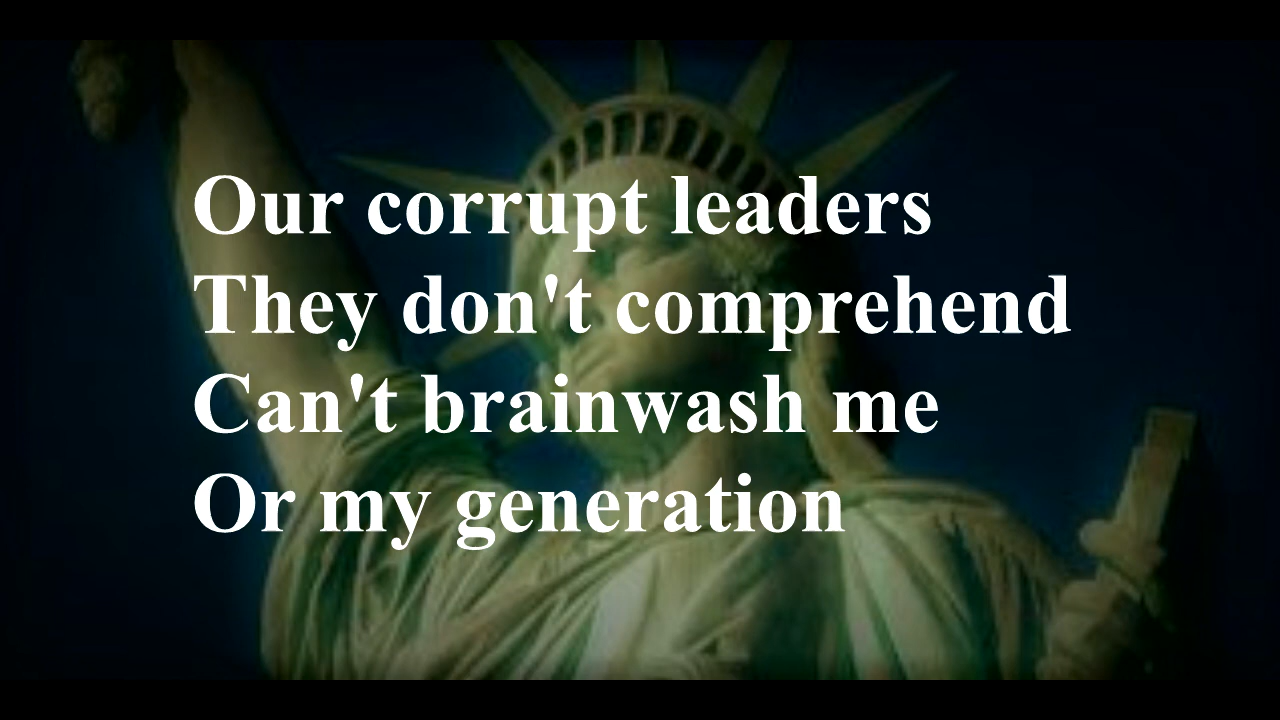 Our corrupt leaders
They don't comprehend
Can't brainwash me
Or my generation